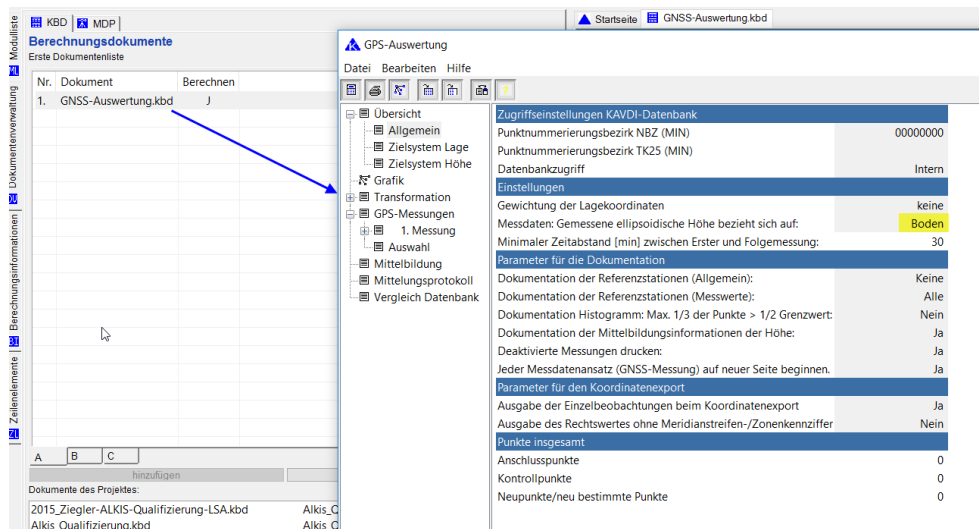 KBD MDP
Startseite GNSS-Auswertung.kbd
Modulliste
ML
Dokumentenverwaltung
DV
Berechnungsinformationen
BI
Zeilenelemente
ZL
Berechnungsdokumente
Erste Dokumentenliste
Nr. Dokument Berechnen
1. GNSS-Auswertung.kbd J
A B C
hinzufügen
Dokumente des Projektes:
2015_Ziegler-ALKIS-Qualifizierung-LSA.kbd Alkis_Q
Alkis Qualifizierung.kbd Alkis Q
GPS-Auswertung
Datei Bearbeiten Hilfe
Übersicht
Allgemein
Zielsystem Lage
Zielsystem Höhe
Grafik
Transformation
GPS-Messungen
1. Messung
Auswahl
Mittelbildung
Mittelungsprotokoll
Vergleich Datenbank
Zugriffseinstellungen KAVDI-Datenbank
Punktnummerierungsbezirk NBZ (MIN) 00000000
Punktnummerierungsbezirk TK25 (MIN)
Datenbankzugriff Intern
Einstellungen
Gewichtung der Lagekoordinaten keine
Messdaten: Gemessene ellipsoidische Höhe bezieht sich auf: Boden
Minimaler Zeitabstand [min] zwischen Erster und Folgemessung: 30
Parameter für die Dokumentation
Dokumentation der Referenzstationen (Allgemein): Keine
Dokumentation der Referenzstationen (Messwerte): Alle
Dokumentation Histogramm: Max. 1/3 der Punkte > 1/2 Grenzwert: Nein
Dokumentation der Mittelbildungsinformationen der Höhe: Ja
Deaktivierte Messungen drucken: Ja
Jeder Messdatenansatz (GNSS-Messung) auf neuer Seite beginnen. Ja
Parameter für den Koordinatenexport
Ausgabe der Einzelbeobachtungen beim Koordinatenexport Ja
Ausgabe des Rechtswertes ohne Meridianstreifen-/Zonenkennziffer Nein
Punkte insgesamt
Anschlusspunkte 0
Kontrollpunkte 0
Neupunkte/neu bestimmte Punkte 0